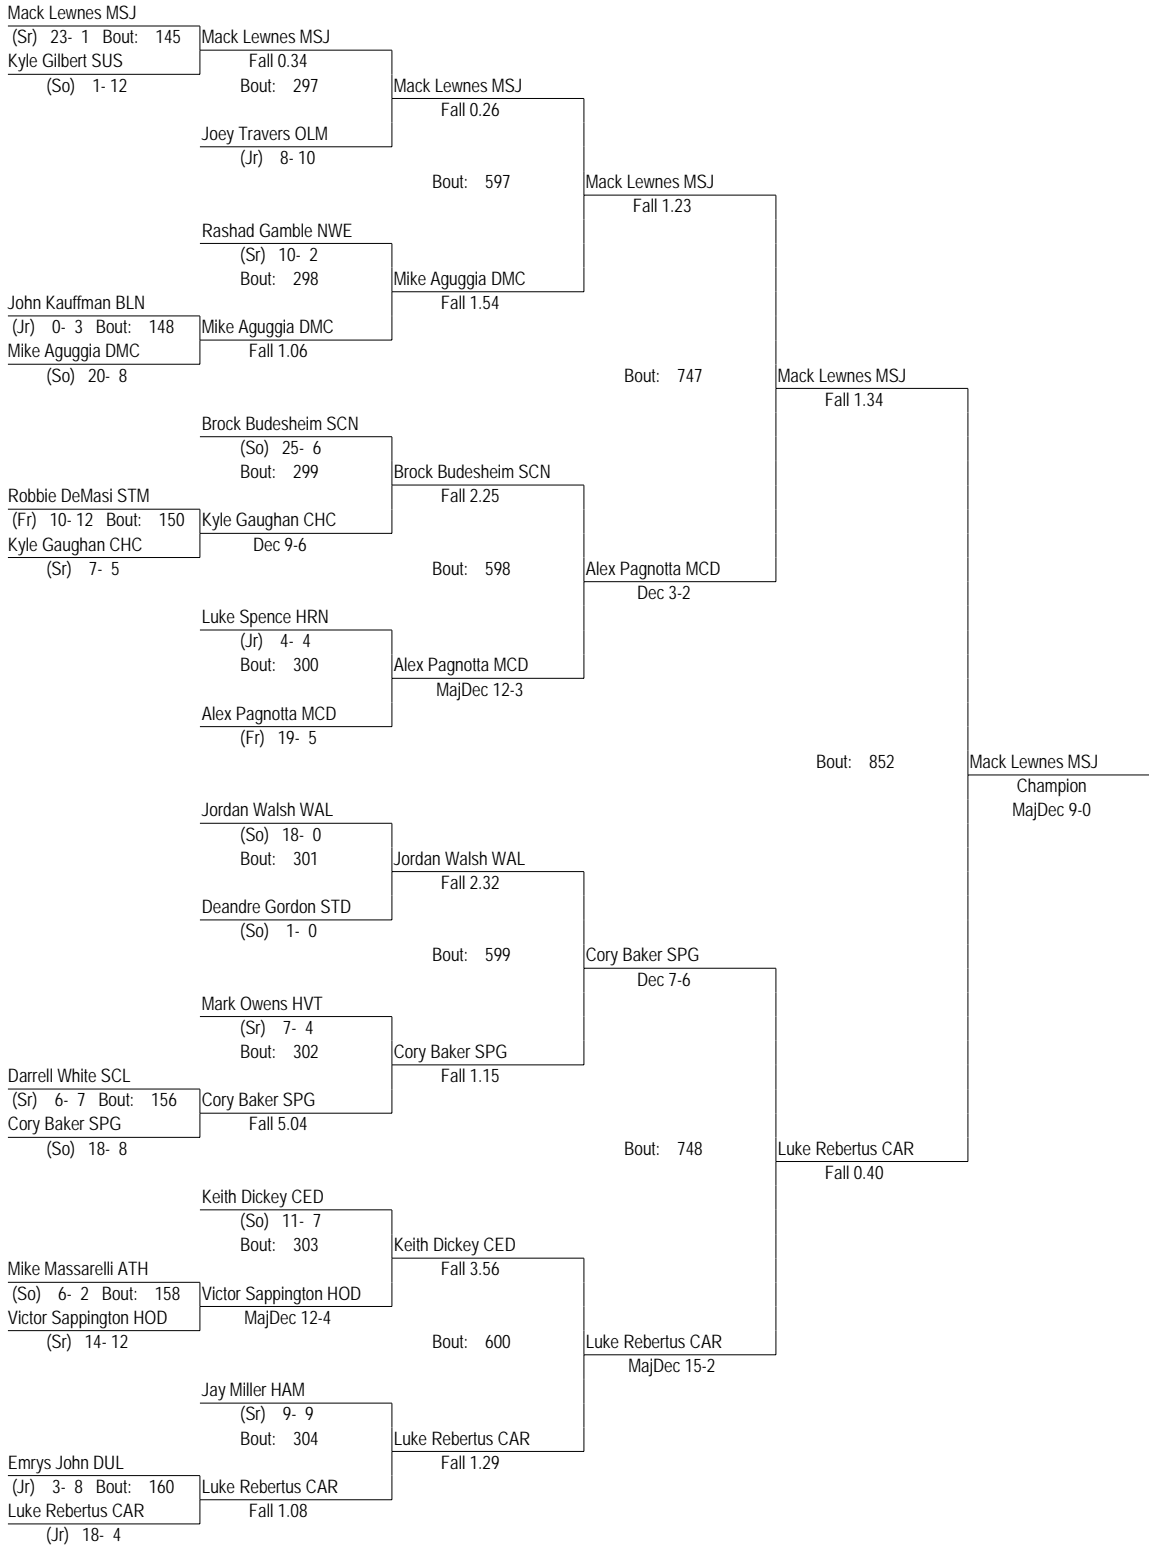 Mack Lewnes MSJ
(Sr) 23- 1 Bout: 145
Mack Lewnes MSJ
Kyle Gilbert SUS
Fall 0.34
(So) 1- 12
Bout: 297
Mack Lewnes MSJ
Fall 0.26
Joey Travers OLM
(Jr) 8- 10
Bout: 597
Mack Lewnes MSJ
Fall 1.23
Rashad Gamble NWE
(Sr) 10- 2
Bout: 298
Mike Aguggia DMC
Fall 1.54
John Kauffman BLN
(Jr) 0- 3 Bout: 148
Mike Aguggia DMC
Mike Aguggia DMC
Fall 1.06
(So) 20- 8
Bout: 747
Mack Lewnes MSJ
Fall 1.34
Brock Budesheim SCN
(So) 25- 6
Bout: 299
Brock Budesheim SCN
Fall 2.25
Robbie DeMasi STM
(Fr) 10- 12 Bout: 150
Kyle Gaughan CHC
Kyle Gaughan CHC
Dec 9-6
(Sr) 7- 5
Bout: 598
Alex Pagnotta MCD
Dec 3-2
Luke Spence HRN
(Jr) 4- 4
Bout: 300
Alex Pagnotta MCD
MajDec 12-3
Alex Pagnotta MCD
(Fr) 19- 5
Bout: 852
Mack Lewnes MSJ
Champion
MajDec 9-0
Jordan Walsh WAL
(So) 18- 0
Bout: 301
Jordan Walsh WAL
Fall 2.32
Deandre Gordon STD
(So) 1- 0
Bout: 599
Cory Baker SPG
Dec 7-6
Mark Owens HVT
(Sr) 7- 4
Bout: 302
Cory Baker SPG
Fall 1.15
Darrell White SCL
(Sr) 6- 7 Bout: 156
Cory Baker SPG
Cory Baker SPG
Fall 5.04
(So) 18- 8
Bout: 748
Luke Rebertus CAR
Fall 0.40
Keith Dickey CED
(So) 11- 7
Bout: 303
Keith Dickey CED
Fall 3.56
Mike Massarelli ATH
(So) 6- 2 Bout: 158
Victor Sappington HOD
Victor Sappington HOD
MajDec 12-4
(Sr) 14- 12
Bout: 600
Luke Rebertus CAR
MajDec 15-2
Jay Miller HAM
(Sr) 9- 9
Bout: 304
Luke Rebertus CAR
Fall 1.29
Emrys John DUL
(Jr) 3- 8 Bout: 160
Luke Rebertus CAR
Luke Rebertus CAR
Fall 1.08
(Jr) 18- 4